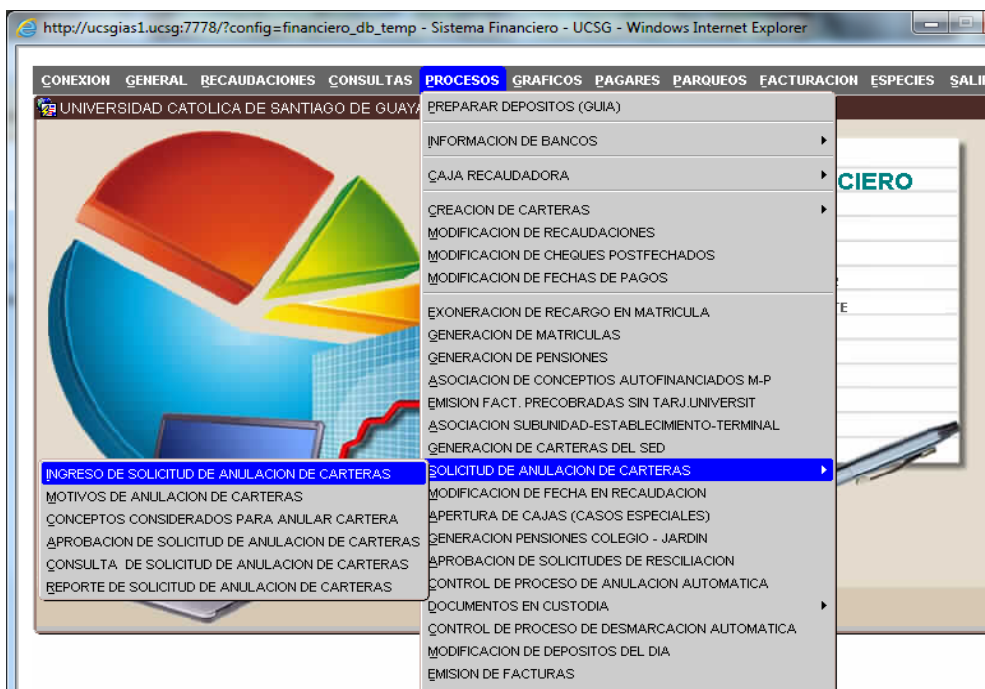 http://ucsgias1.ucsg:7778/?config=financiero_db_temp - Sistema Financiero - UCSG - Windows Internet Explorer
CONEXION GENERAL RECAUDACIONES CONSULTAS PROCESOS GRAFICOS PAGARES PARQUEOS FACTURACION ESPECIES
UNIVERSIDAD CATOLICA DE SANTIAGO DE
PREPARAR DEPOSITOS (GUIA)
INFORMACION DE BANCOS
CAJA RECAUDADORA
CIERO
CREACION DE CARTERAS
MODIFICACION DE RECAUDACIONES
MODIFICACION DE CHEQUES POSTFECHADOS
MODIFICACION DE FECHAS DE PAGOS
EXONERACION DE RECARGO EN MATRICULA
GENERACION DE MATRICULAS
GENERACION DE PENSIONES
ASOCIACION DE CONCEPTIOS AUTOFINANCIADOS M-P
EMISION FACT. PRECOBRADAS SIN TARJ.UNIVERSIT
ASOCIACION SUBUNIDAD-ESTABLECIMIENTO-TERMINAL
GENERACION DE CARTERAS DEL SED
SOLICITUD DE ANULACION DE CARTERAS
MODIFICACION DE FECHA EN RECAUDACION
APERTURA DE CAJAS (CASOS ESPECIALES)
GENERACION PENSIONES COLEGIO - JARDIN
APROBACION DE SOLICITUDES DE RESCILIACION
CONTROL DE PROCESO DE ANULACION AUTOMATICA
DOCUMENTOS EN CUSTODIA
CONTROL DE PROCESO DE DESMARCACION AUTOMATICA
MODIFICACION DE DEPOSITOS DEL DIA
EMISION DE FACTURAS
INGRESO DE SOLICITUD DE ANULACION DE CARTERAS
MOTIVOS DE ANULACION DE CARTERAS
CONCEPTOS CONSIDERADOS PARA ANULAR CARTERA
APROBACION DE SOLICITUD DE ANULACION DE CARTERAS
CONSULTA DE SOLICITUD DE ANULACION DE CARTERAS
REPORTE DE SOLICITUD DE ANULACION DE CARTERAS